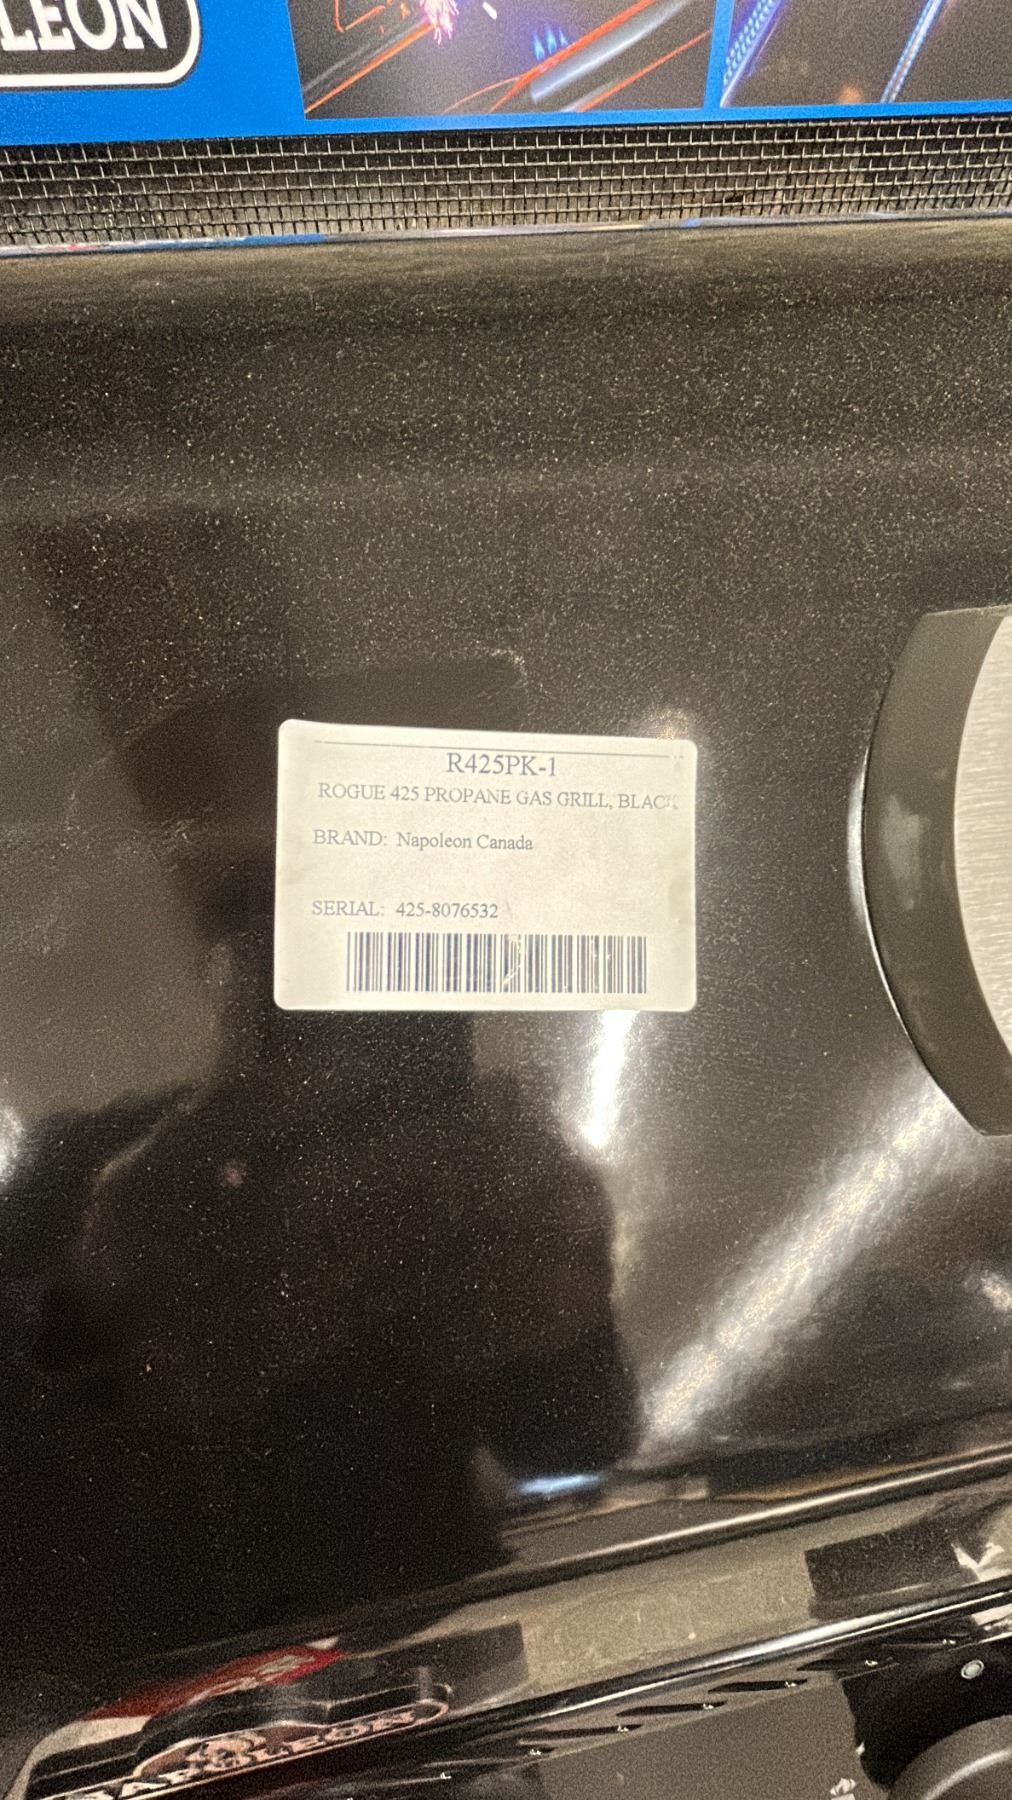 LEON
R425PK-1
ROGUE 425 PROPANE GAS GRILL, BLACK
BRAND: Napoleon Canada
SERIAL: 425-8076532
NAPOLEON